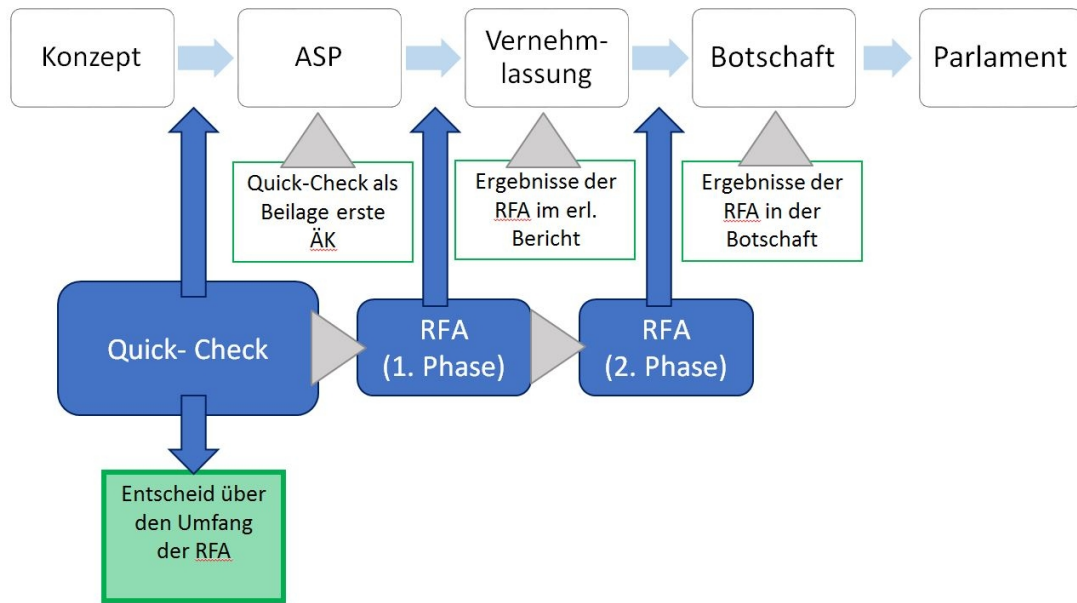 Konzept
ASP
Vernehm-
lassung
Botschaft
Parlament
Quick-Check als
Beilage erste
ÄK
Ergebnisse der
RFA im erl.
Bericht
Ergebnisse der
RFA in der
Botschaft
Quick- Check
RFA
(1. Phase)
RFA
(2. Phase)
Entscheid über
den Umfang
der RFA